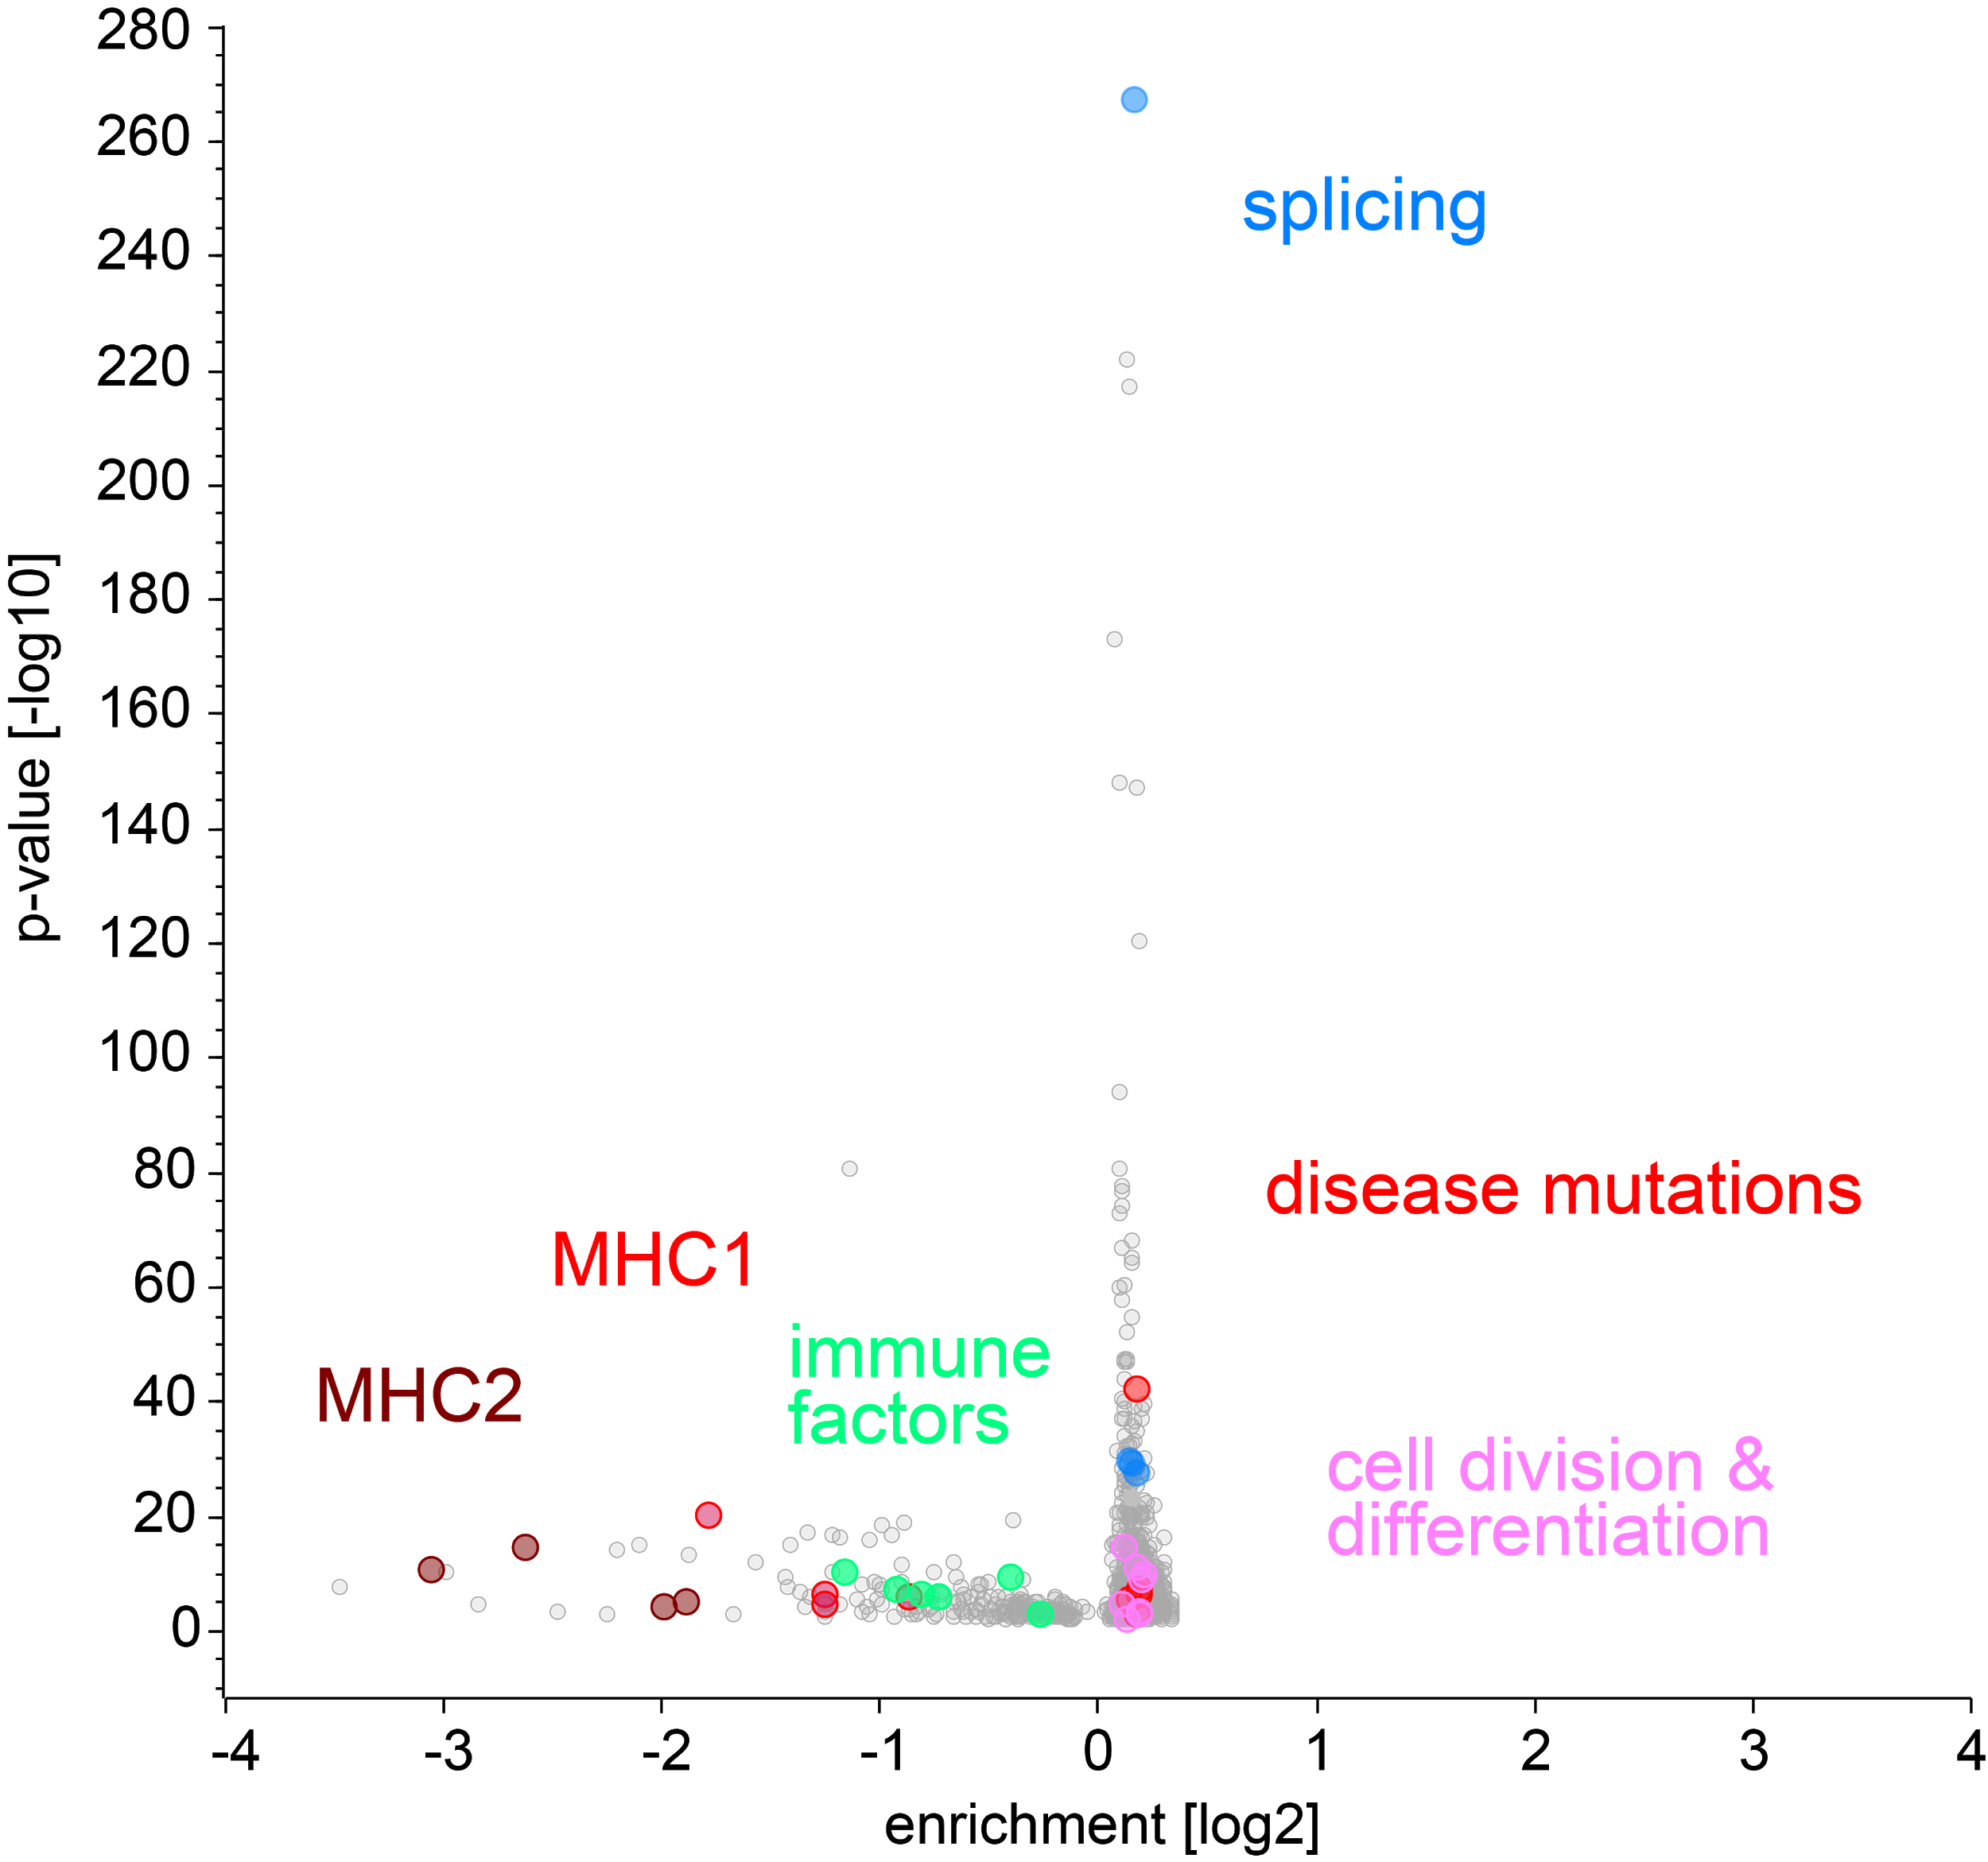 280
260
240
220
200
180
160
140
120
100
80
60
40
20
0
p-value [-log10]
splicing
disease mutations
MHC1
immune
factors
MHC2
cell division &
differentiation
-4 -3 -2 -1 0 1 2 3 4
enrichment [log2]